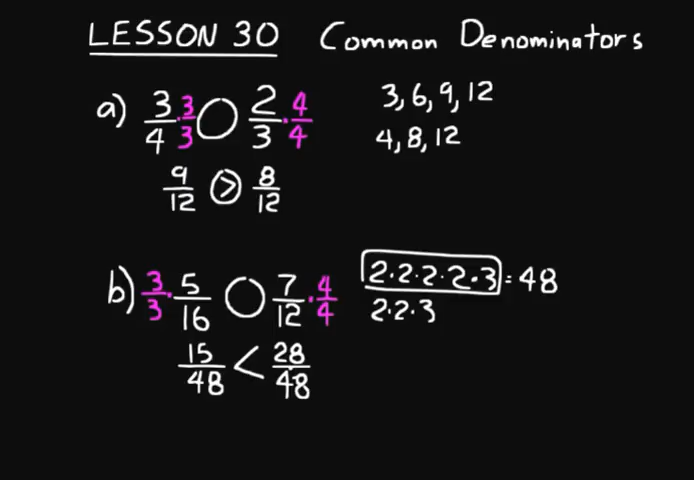 LESSON 30 Common Denominators
a) 3/4 · 3/3 ○ 2/3 · 4/4 3, 6, 9, 12
4, 8, 12
9/12 > 8/12
b) 3/3 · 5/16 ○ 7/12 · 4/4 2·2·2·2·3 = 48
2·2·3
15/48 < 28/48